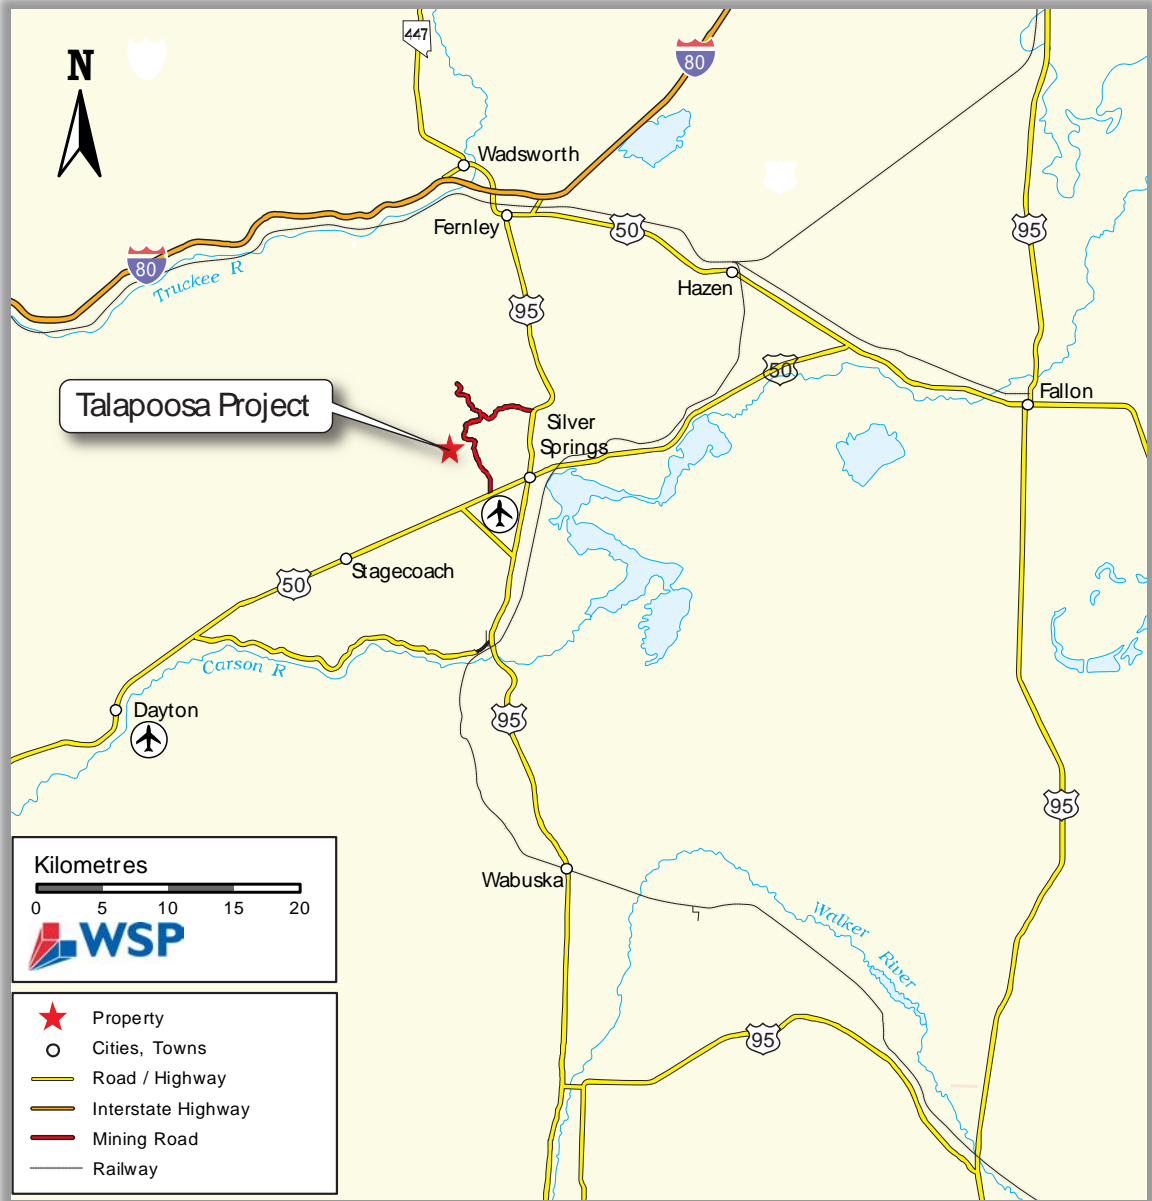 447
N
80
Wadsworth
Fernley
50
95
80
Truckee R
Hazen
95
50
Talapoosa Project
Fallon
Silver
Springs
Stagecoach
50
Carson R
Dayton
95
95
Kilometres
0 5 10 15 20
WSP
Wabuska
Walker
River
95
Property
Cities, Towns
Road / Highway
Interstate Highway
Mining Road
Railway